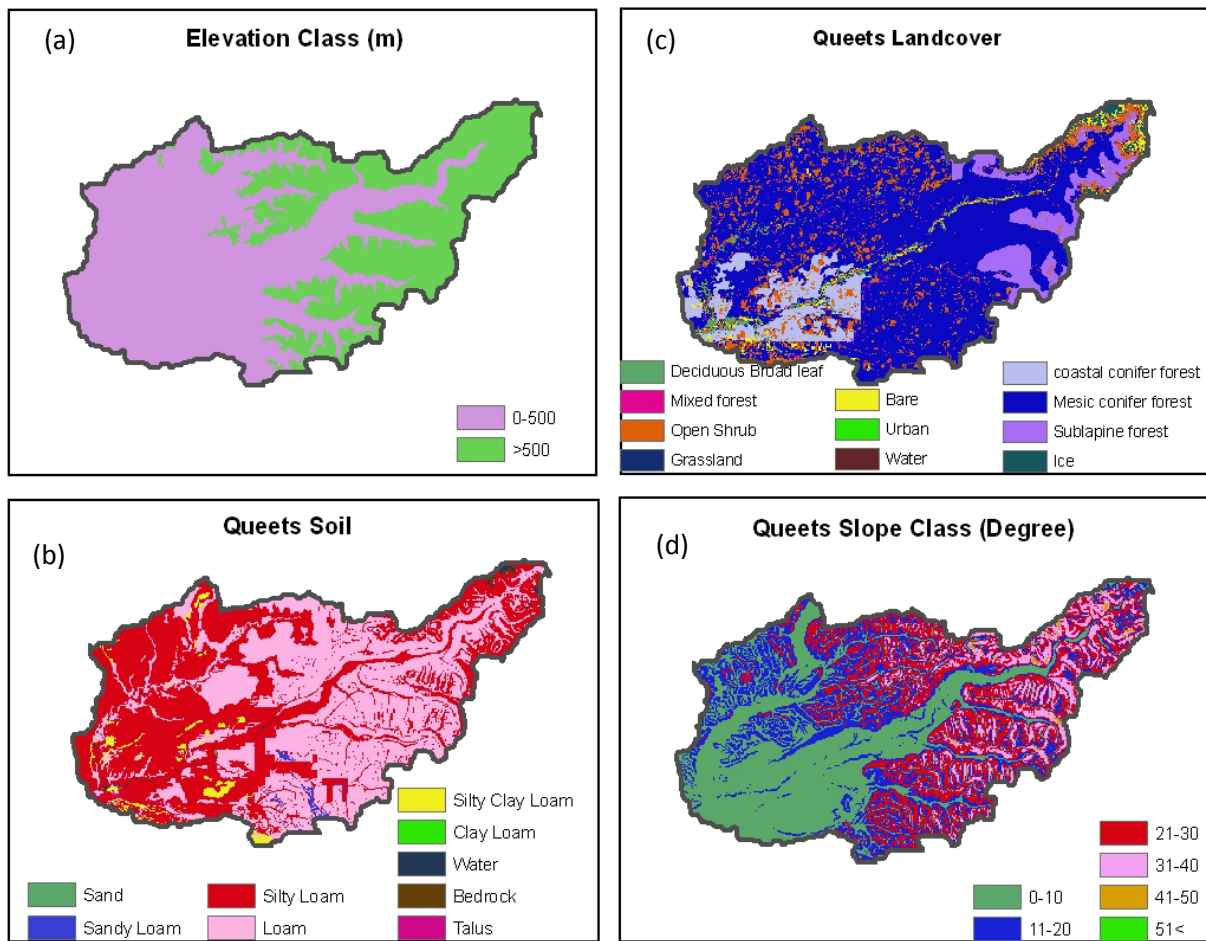 (a)
Elevation Class (m)
0-500
>500
(c)
Queets Landcover
Deciduous Broad leaf
Mixed forest
Open Shrub
Grassland
Bare
Urban
Water
coastal conifer forest
Mesic conifer forest
Sublapine forest
Ice
(b)
Queets Soil
Sand
Sandy Loam
Silty Loam
Loam
Silty Clay Loam
Clay Loam
Water
Bedrock
Talus
(d)
Queets Slope Class (Degree)
0-10
11-20
21-30
31-40
41-50
51<